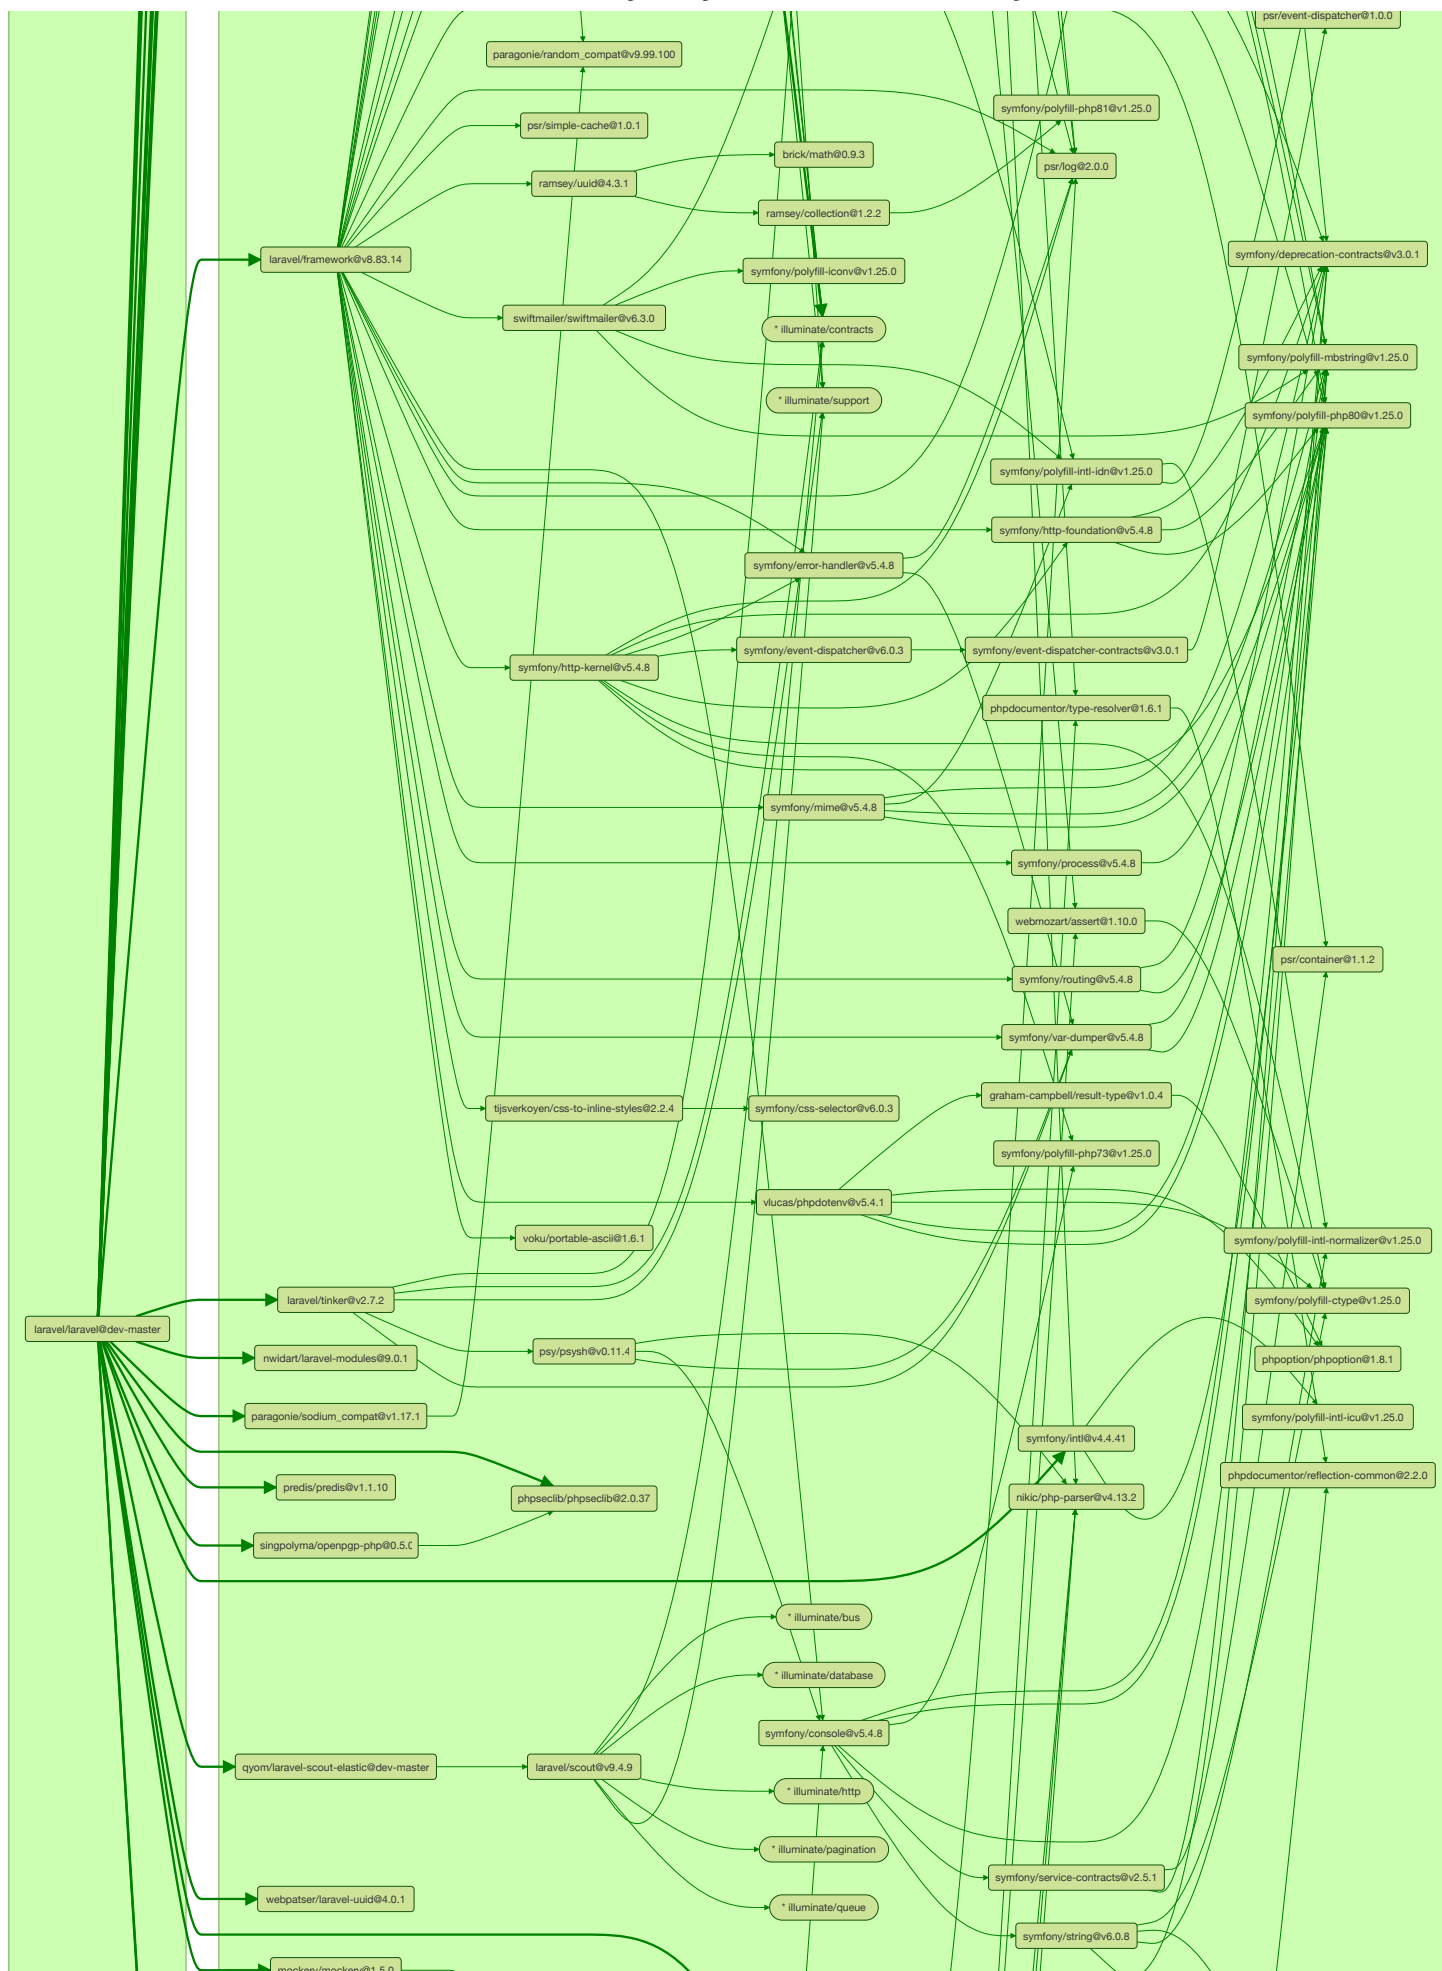 psr/event-dispatcher@1.0.0
paragonie/random_compat@v9.99.100
symfony/polyfill-php81@v1.25.0
psr/simple-cache@1.0.1
brick/math@0.9.3
psr/log@2.0.0
ramsey/uuid@4.3.1
ramsey/collection@1.2.2
laravel/framework@v8.83.14
symfony/deprecation-contracts@v3.0.1
symfony/polyfill-iconv@v1.25.0
swiftmailer/swiftmailer@v6.3.0
* illuminate/contracts
symfony/polyfill-mbstring@v1.25.0
* illuminate/support
symfony/polyfill-php80@v1.25.0
symfony/polyfill-intl-idn@v1.25.0
symfony/http-foundation@v5.4.8
symfony/error-handler@v5.4.8
symfony/event-dispatcher@v6.0.3
symfony/event-dispatcher-contracts@v3.0.1
symfony/http-kernel@v5.4.8
phpdocumentor/type-resolver@1.6.1
symfony/mime@v5.4.8
symfony/process@v5.4.8
webmozart/assert@1.10.0
psr/container@1.1.2
symfony/routing@v5.4.8
symfony/var-dumper@v5.4.8
graham-campbell/result-type@v1.0.4
tijsverkoyen/css-to-inline-styles@2.2.4
symfony/css-selector@v6.0.3
symfony/polyfill-php73@v1.25.0
vlucas/phpdotenv@v5.4.1
voku/portable-ascii@1.6.1
symfony/polyfill-intl-normalizer@v1.25.0
laravel/tinker@v2.7.2
symfony/polyfill-ctype@v1.25.0
laravel/laravel@dev-master
psy/psysh@v0.11.4
nwidart/laravel-modules@9.0.1
phpoption/phpoption@1.8.1
paragonie/sodium_compat@v1.17.1
symfony/polyfill-intl-icu@v1.25.0
symfony/intl@v4.4.41
phpdocumentor/reflection-common@2.2.0
predis/predis@v1.1.10
phpseclib/phpseclib@2.0.37
nikic/php-parser@v4.13.2
singpolyma/openpgp-php@0.5.0
* illuminate/bus
* illuminate/database
symfony/console@v5.4.8
qyom/laravel-scout-elastic@dev-master
laravel/scout@v9.4.9
* illuminate/http
* illuminate/pagination
symfony/service-contracts@v2.5.1
webpatser/laravel-uuid@4.0.1
* illuminate/queue
symfony/string@v6.0.8
mockery/mockery@1.5.0